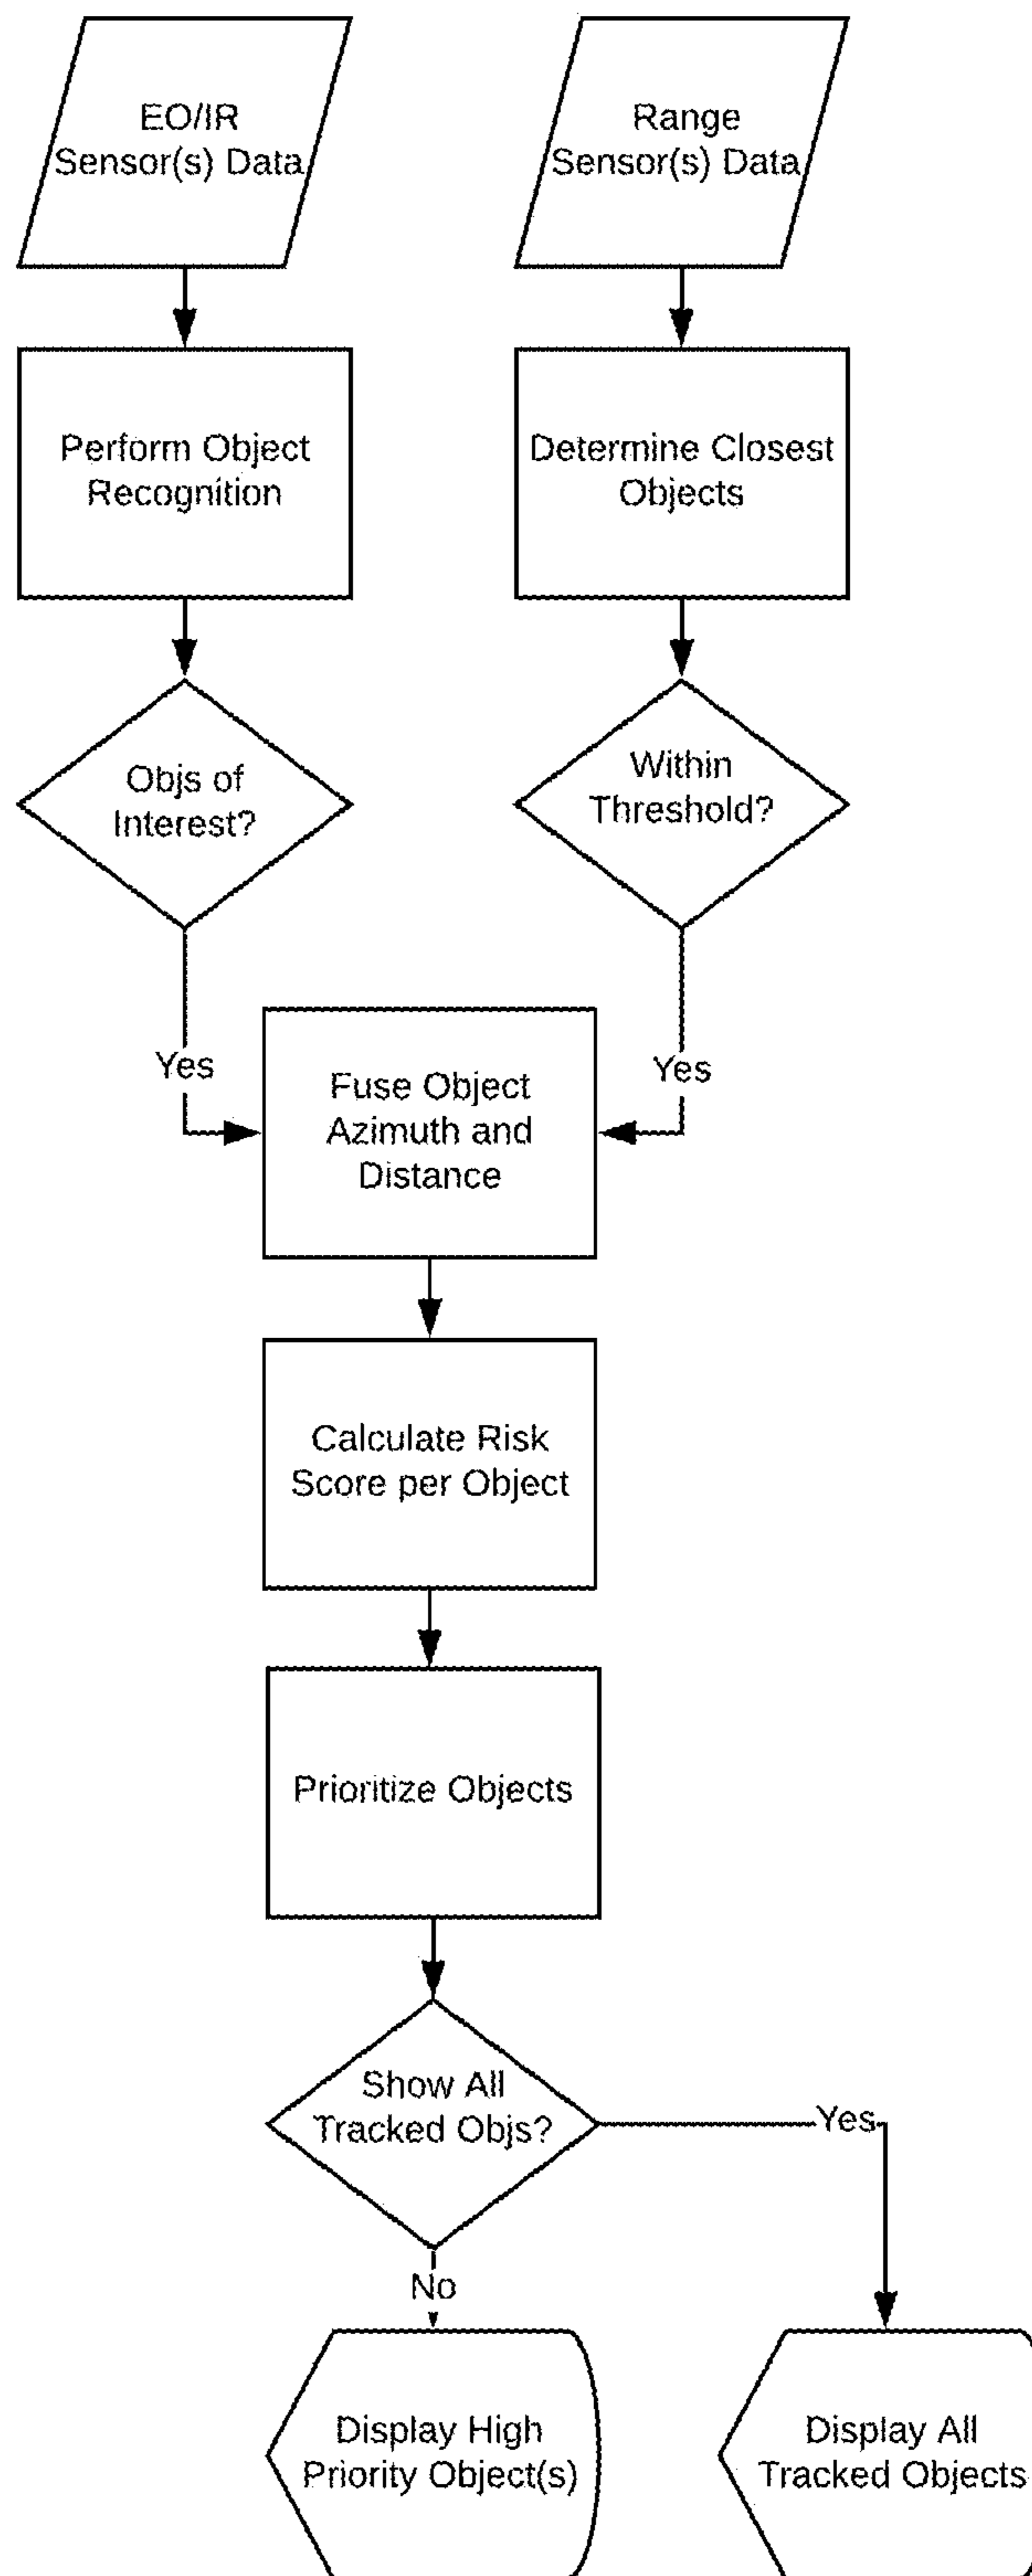 EO/IR
Sensor(s) Data
Range
Sensor(s) Data
Perform Object
Recognition
Determine Closest
Objects
Objs of
Interest?
Within
Threshold?
Yes
Yes
Fuse Object
Azimuth and
Distance
Calculate Risk
Score per Object
Prioritize Objects
Show All
Tracked Objs?
Yes
No
Display High
Priority Object(s)
Display All
Tracked Objects